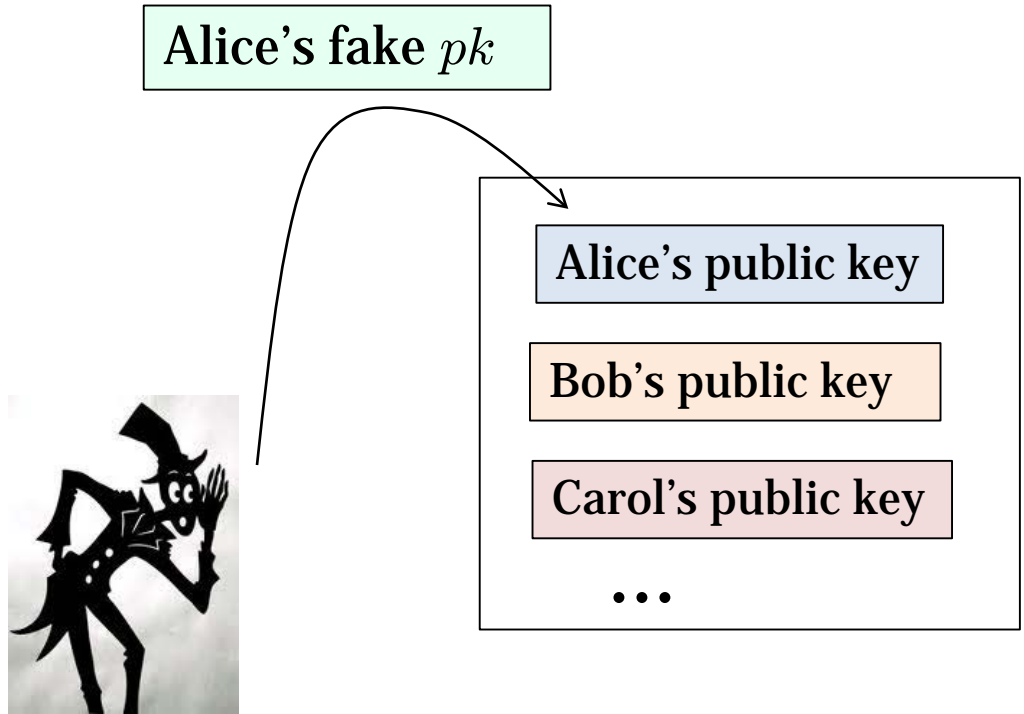 Alice’s fake pk
Alice’s public key
Bob’s public key
Carol’s public key
...